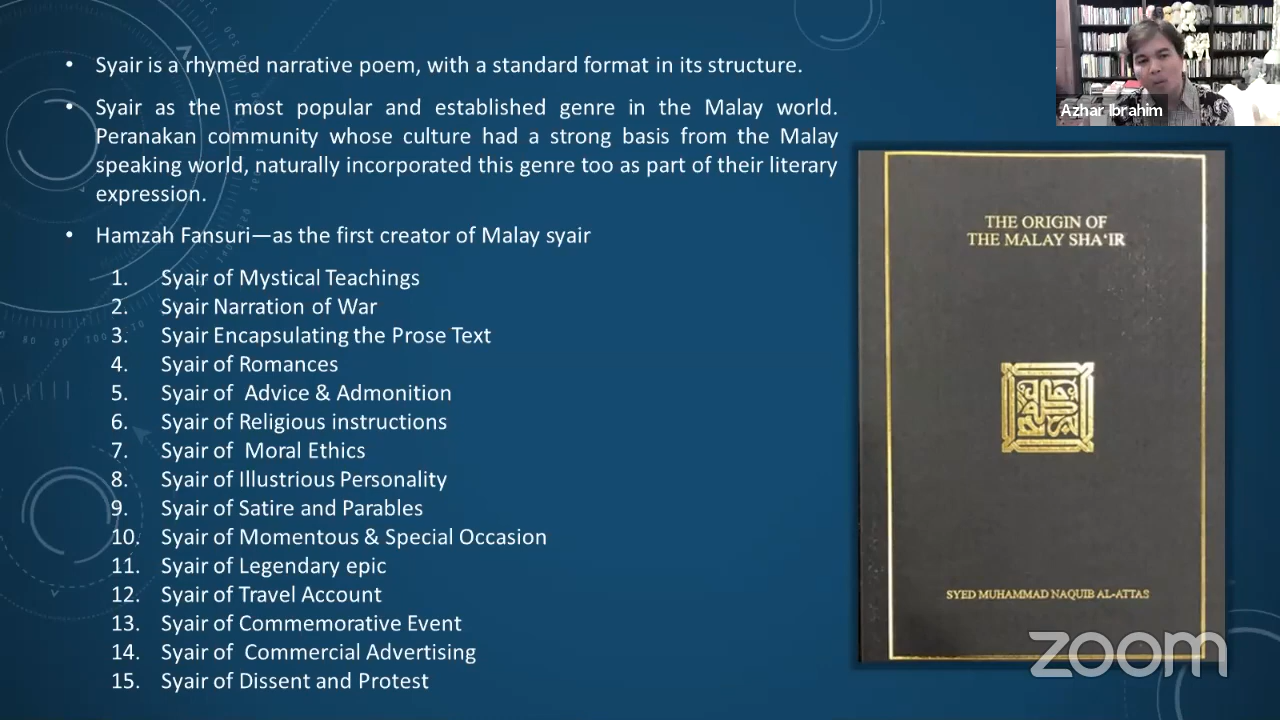 • Syair is a rhymed narrative poem, with a standard format in its structure.
• Syair as the most popular and established genre in the Malay world.
Peranakan community whose culture had a strong basis from the Malay
speaking world, naturally incorporated this genre too as part of their literary
expression.
• Hamzah Fansuri—as the first creator of Malay syair
1. Syair of Mystical Teachings
2. Syair Narration of War
3. Syair Encapsulating the Prose Text
4. Syair of Romances
5. Syair of Advice & Admonition
6. Syair of Religious instructions
7. Syair of Moral Ethics
8. Syair of Illustrious Personality
9. Syair of Satire and Parables
10. Syair of Momentous & Special Occasion
11. Syair of Legendary epic
12. Syair of Travel Account
13. Syair of Commemorative Event
14. Syair of Commercial Advertising
15. Syair of Dissent and Protest
Azhar Ibrahim
THE ORIGIN OF
THE MALAY SHA‘IR
SYED MUHAMMAD NAQUIB AL-ATTAS
zoom